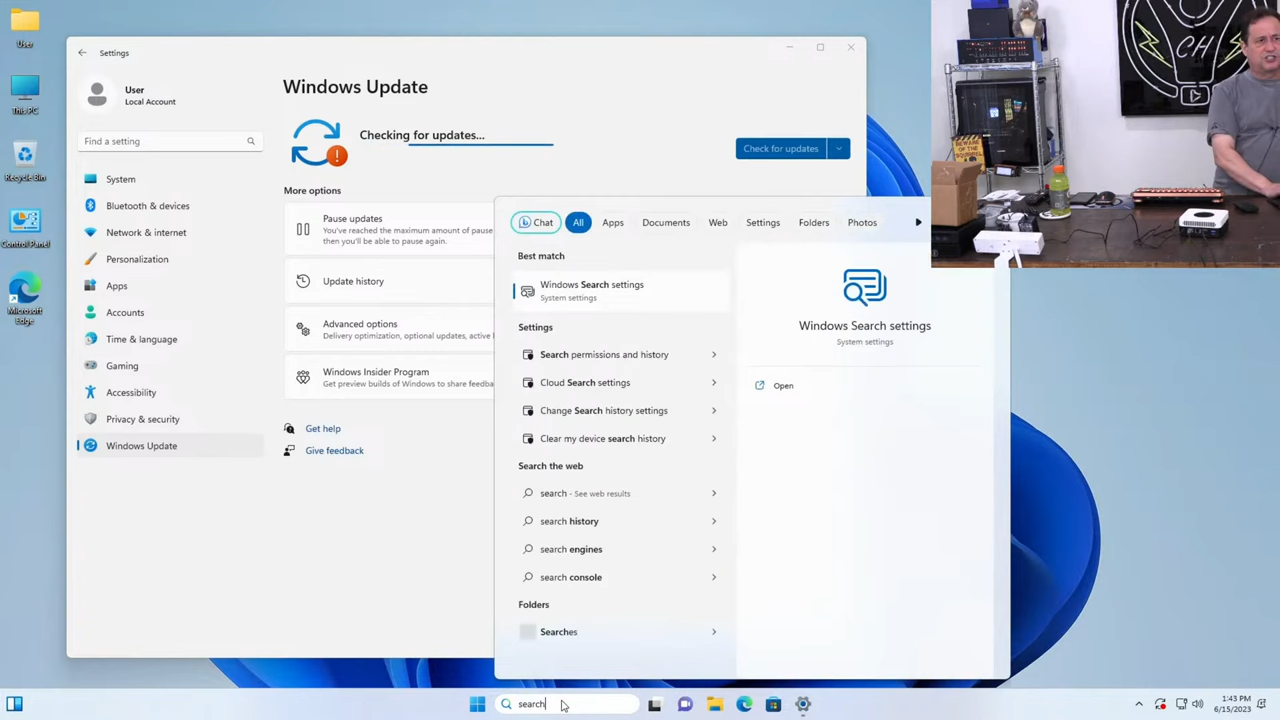 User
This PC
Recycle Bin
Control Panel
Microsoft
Edge
Settings
User
Local Account
Find a setting
System
Bluetooth & devices
Network & internet
Personalization
Apps
Accounts
Time & language
Gaming
Accessibility
Privacy & security
Windows Update
Windows Update
Checking for updates...
Check for updates
More options
Pause updates
You've reached the maximum amount of
then you'll be able to pause again.
Update history
Advanced options
Delivery optimization, optional updates, active
Windows Insider Program
Get preview builds of Windows to share feedba
Get help
Give feedback
Chat
All
Apps
Documents
Web
Settings
Folders
Photos
Best match
Windows Search settings
System settings
Settings
Search permissions and history
Cloud Search settings
Change Search history settings
Clear my device search history
Search the web
search - See web results
search history
search engines
search console
Folders
Searches
Windows Search settings
System settings
Open
CH
BEWARE
OF THE
SQUIRREL
search
1:43 PM
6/15/2023